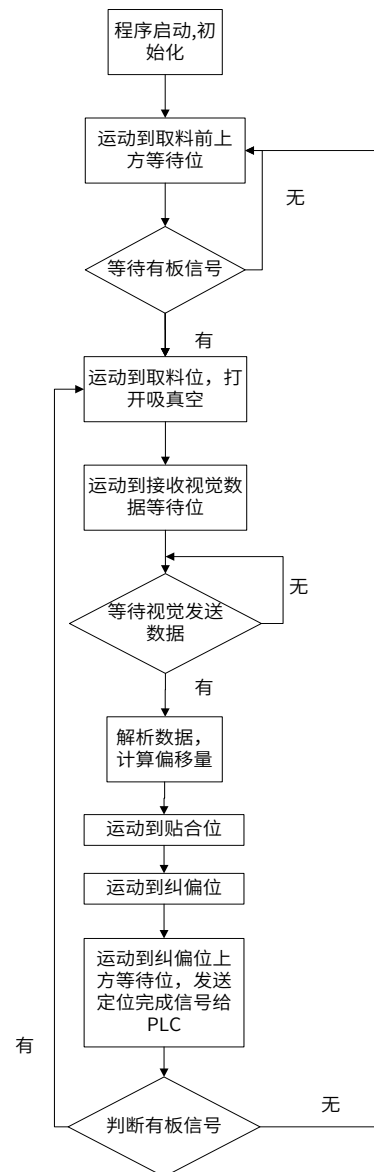 程序启动,初
始化
运动到取料前上
方等待位
无
等待有板信号
有
运动到取料位，打
开吸真空
运动到接收视觉数
据等待位
无
等待视觉发送
数据
有
解析数据，
计算偏移量
运动到贴合位
运动到纠偏位
运动到纠偏位上
方等待位，发送
定位完成信号给
PLC
有
无
判断有板信号